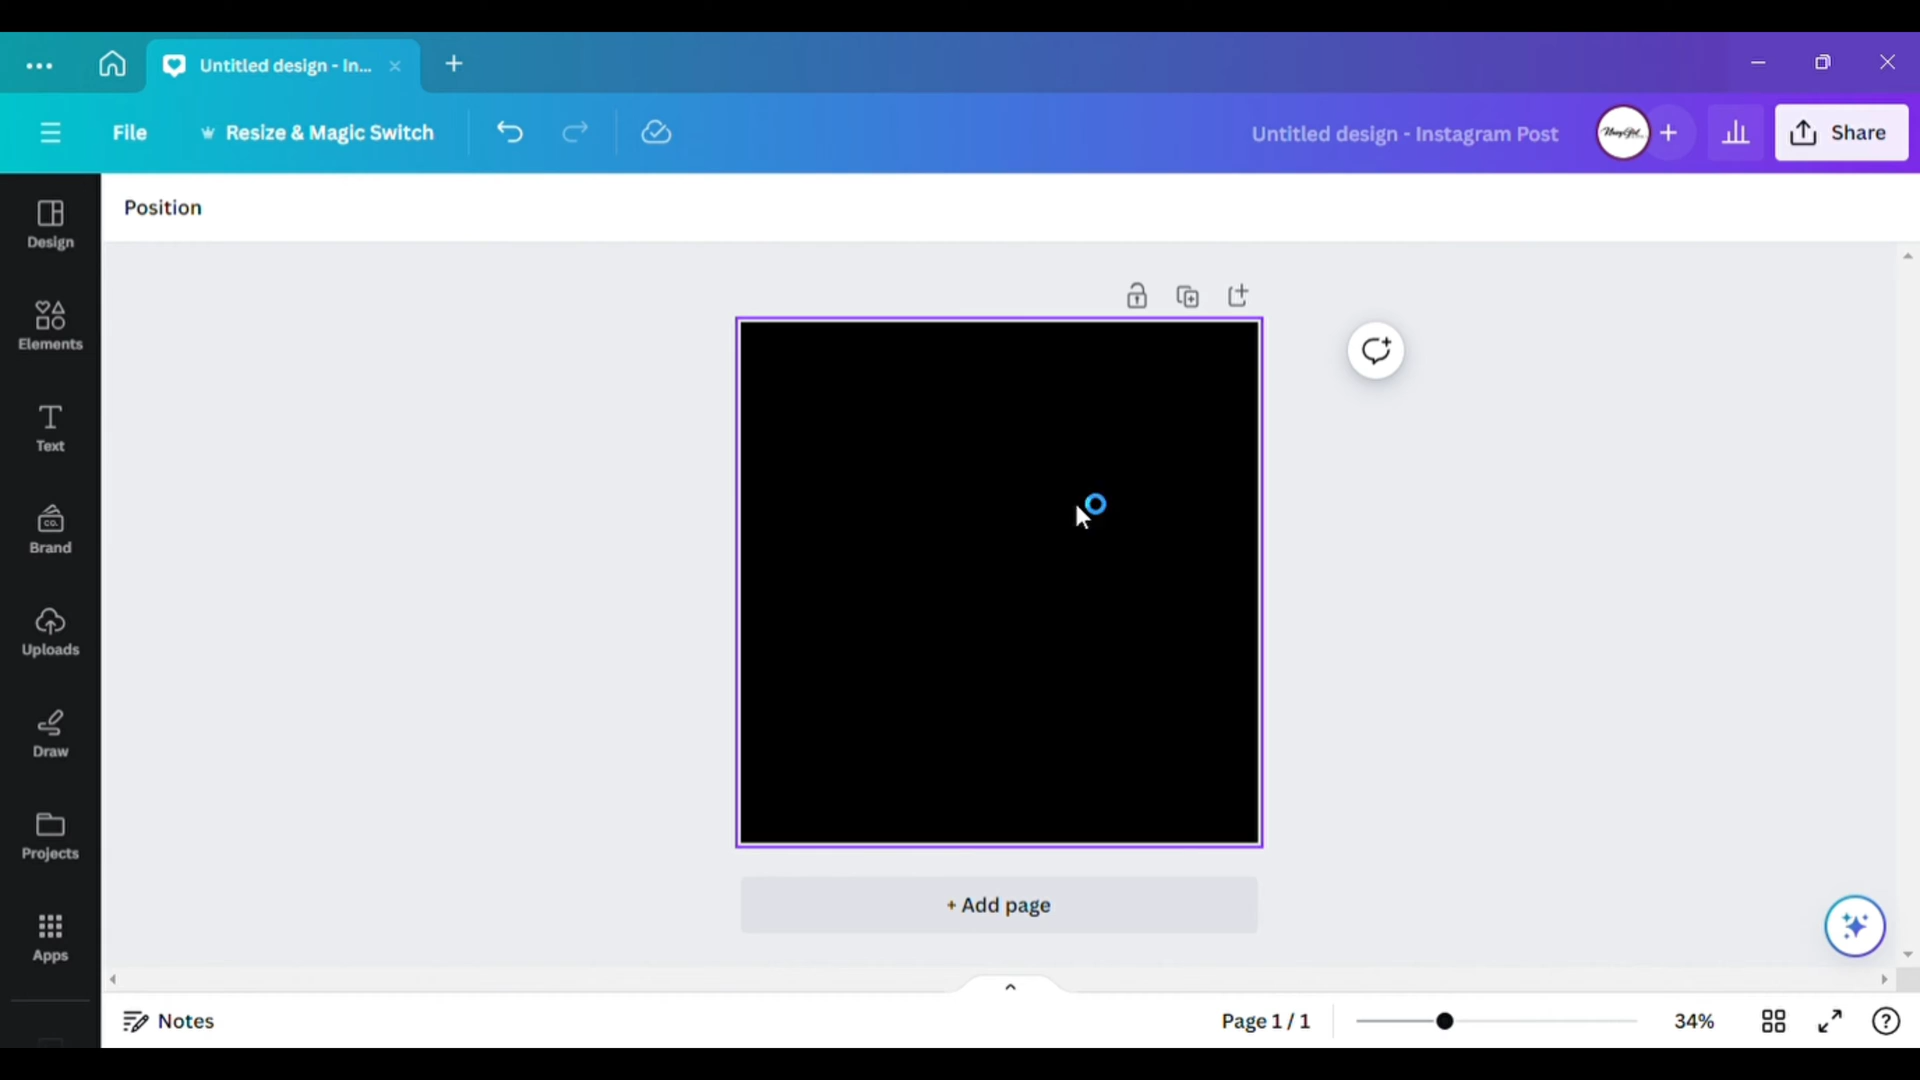 Untitled design - In...
File
Resize & Magic Switch
Untitled design - Instagram Post
Share
Position
Design
Elements
Text
CO.
Brand
Uploads
Draw
Projects
Apps
+ Add page
Notes
Page 1 / 1
34%